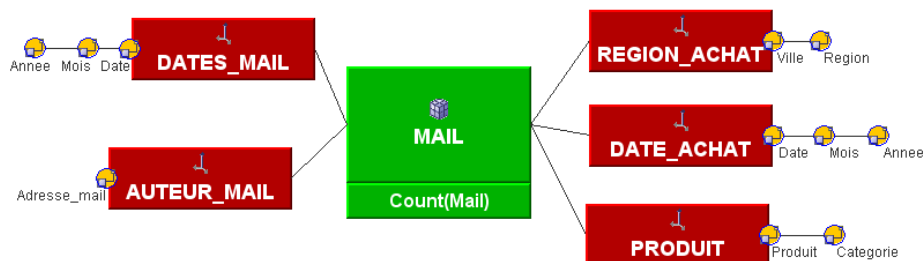 DATES_MAIL
Annee Mois Date
AUTEUR_MAIL
Adresse_mail
MAIL
Count(Mail)
REGION_ACHAT
Ville Region
DATE_ACHAT
Date Mois Annee
PRODUIT
Produit Categorie